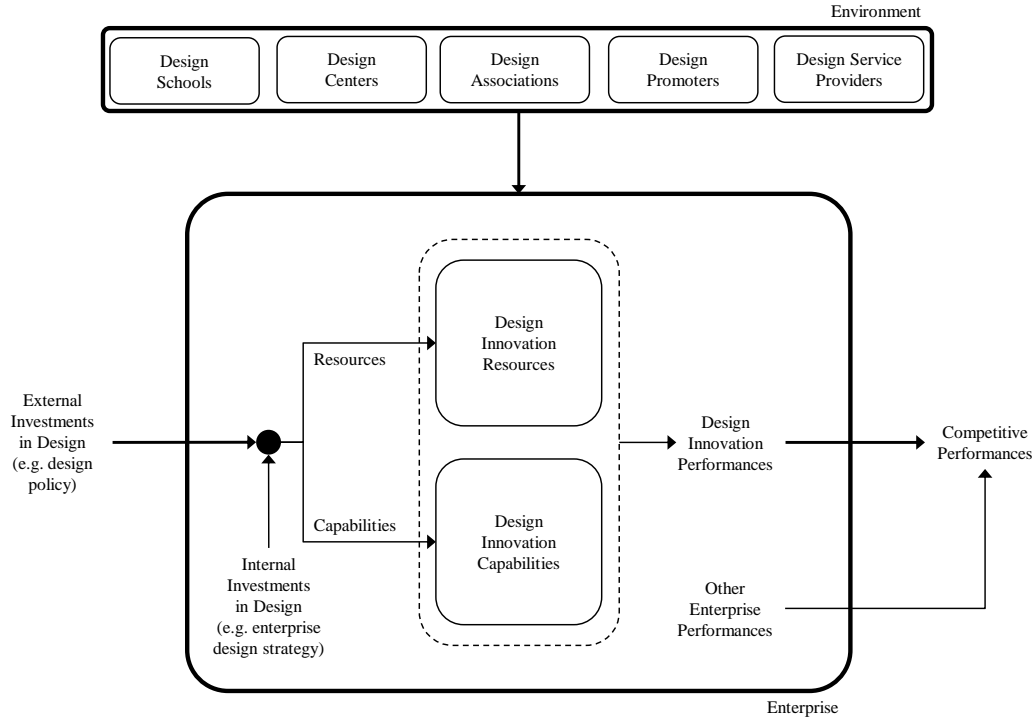 Environment
Design
Schools
Design
Centers
Design
Associations
Design
Promoters
Design Service
Providers
Design
Innovation
Resources
Resources
External
Investments
in Design
(e.g. design
policy)
Design
Innovation
Performances
Competitive
Performances
Capabilities
Design
Innovation
Capabilities
Internal
Investments
in Design
(e.g. enterprise
design strategy)
Other
Enterprise
Performances
Enterprise